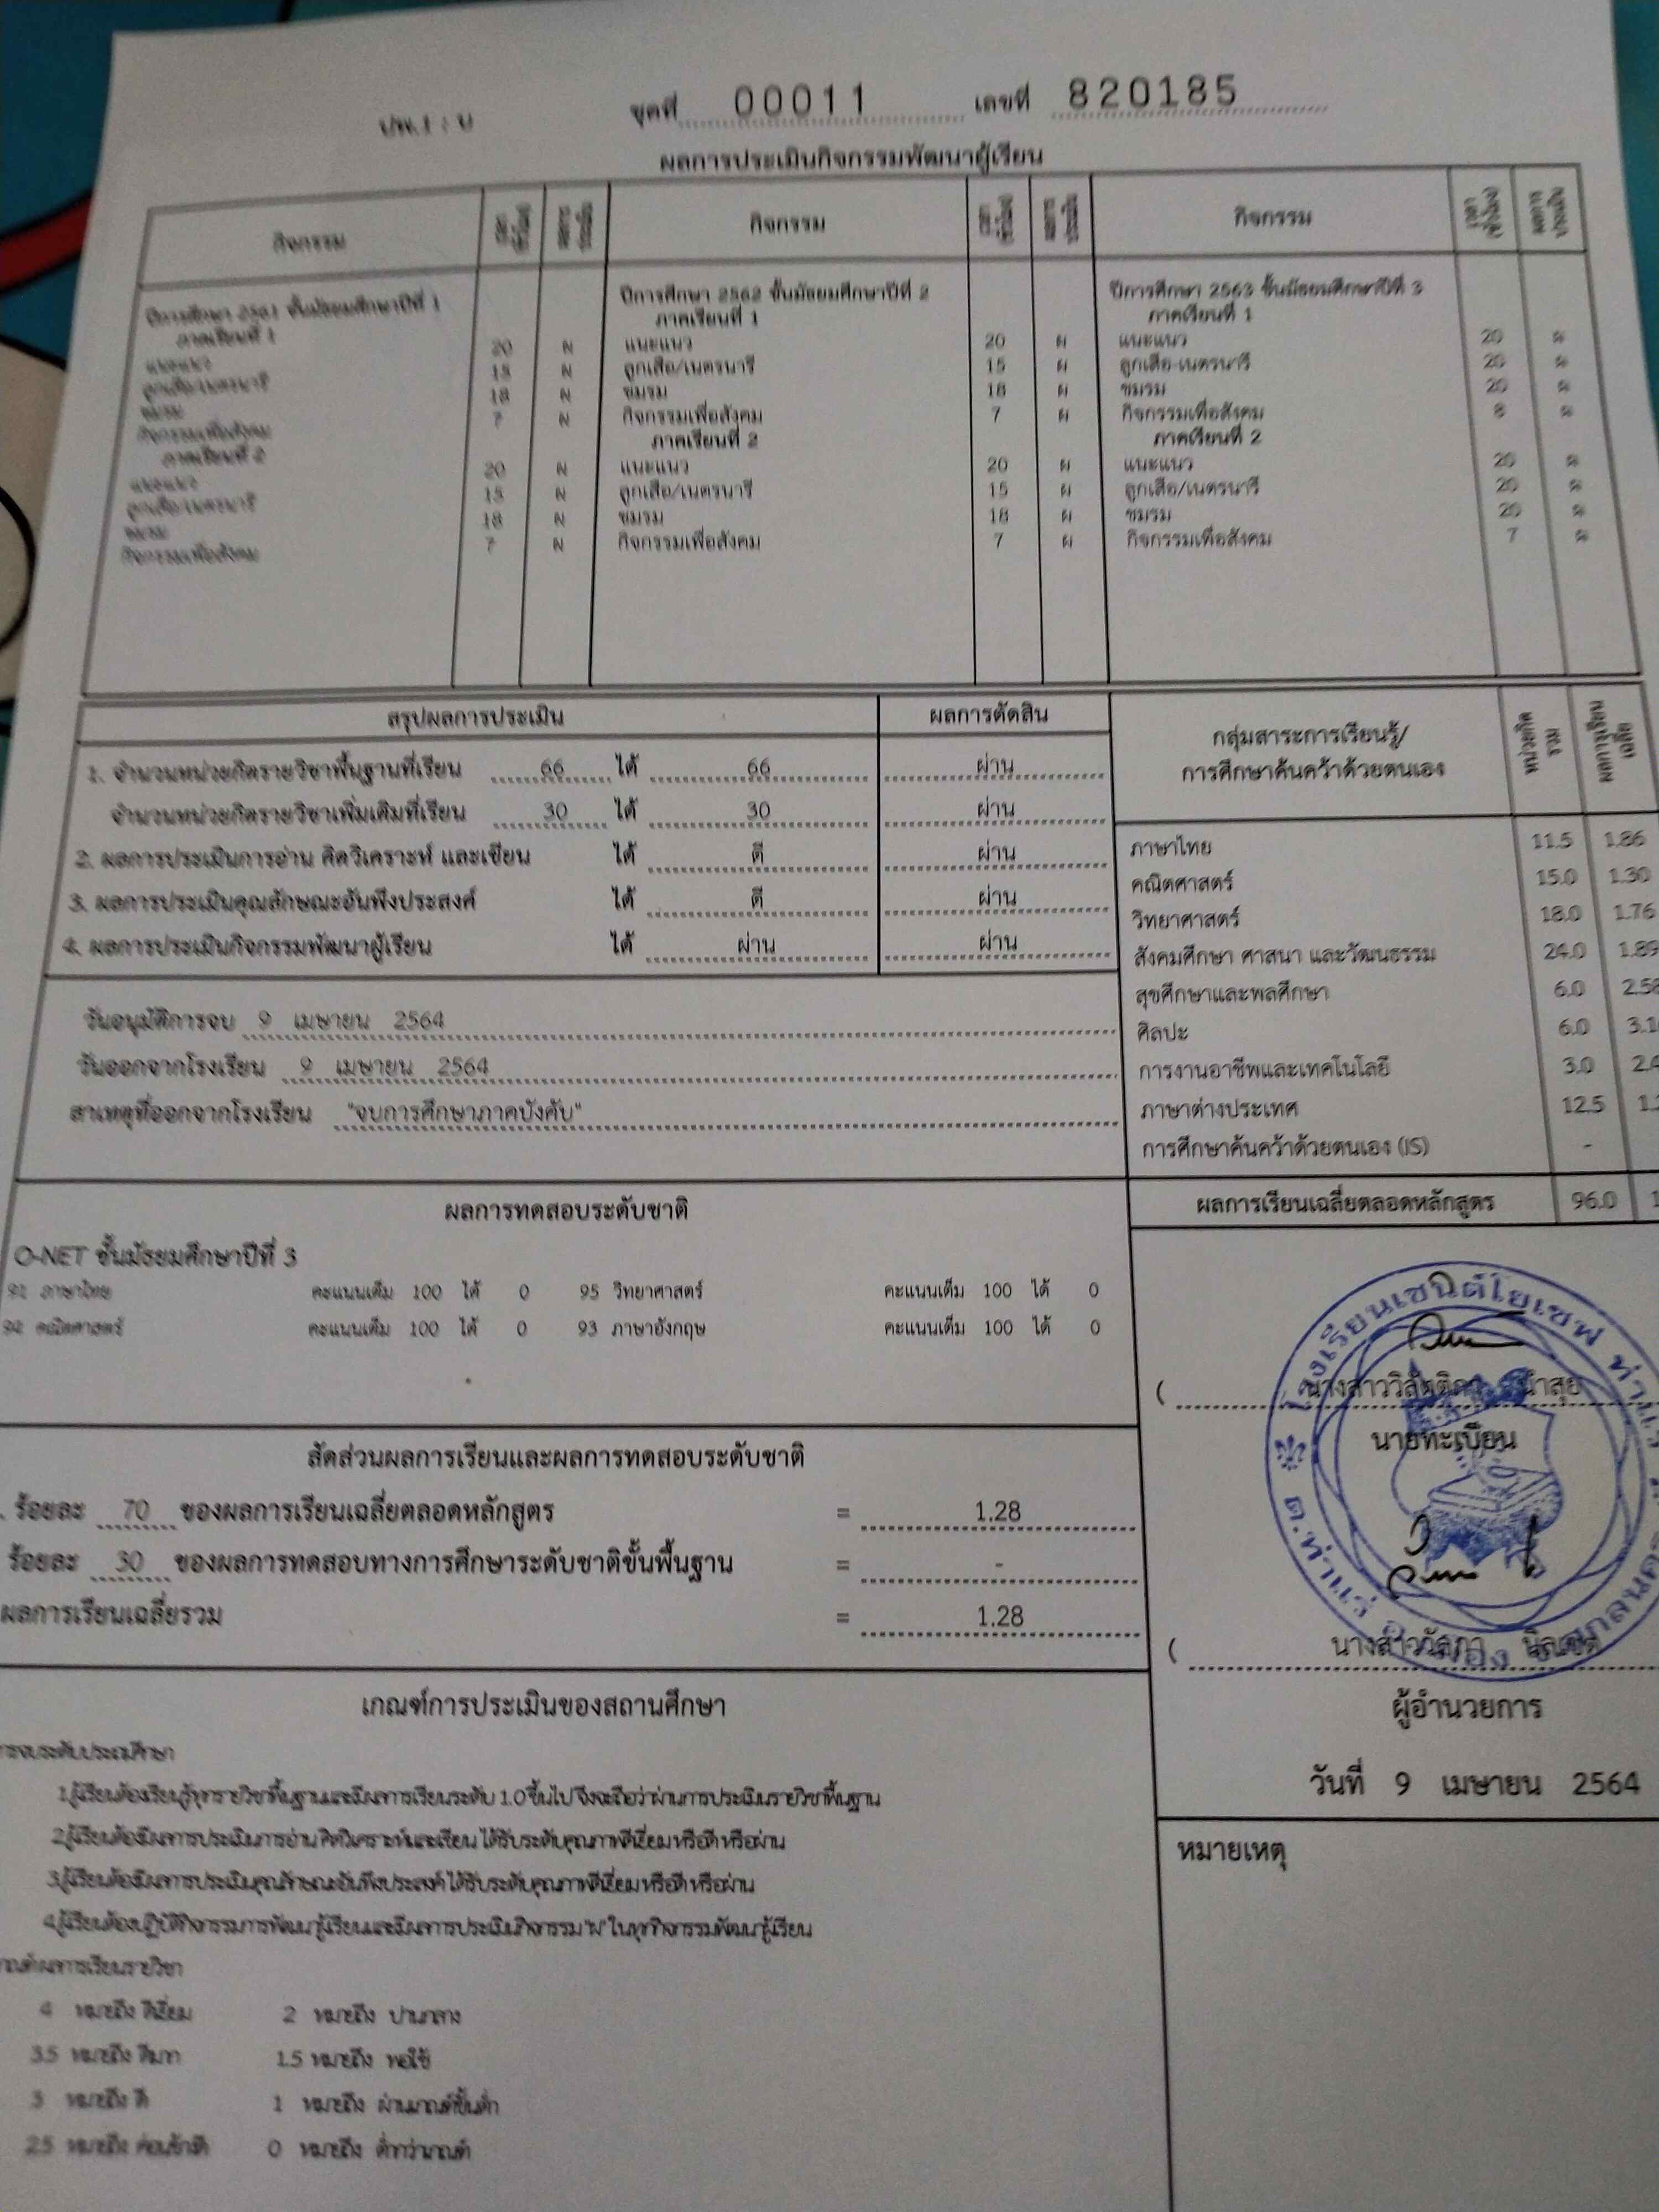 ปพ.1 : บ ชุดที่ 00011 เลขที่ 820185
ผลการประเมินกิจกรรมพัฒนาผู้เรียน
กิจกรรม กิจกรรม กิจกรรม
ปีการศึกษา 2561 ชั้นมัธยมศึกษาปีที่ 1 ปีการศึกษา 2562 ชั้นมัธยมศึกษาปีที่ 2 ปีการศึกษา 2563 ชั้นมัธยมศึกษาปีที่ 3
ภาคเรียนที่ 1 ภาคเรียนที่ 1 ภาคเรียนที่ 1
แนะแนว 20 ผ แนะแนว 20 ผ แนะแนว 20 ผ
ลูกเสือ/เนตรนารี 15 ผ ลูกเสือ/เนตรนารี 15 ผ ลูกเสือ-เนตรนารี 20 ผ
ชมรม 18 ผ ชมรม 18 ผ ชมรม 20 ผ
กิจกรรมเพื่อสังคม 7 ผ กิจกรรมเพื่อสังคม 7 ผ กิจกรรมเพื่อสังคม 8 ผ
ภาคเรียนที่ 2 ภาคเรียนที่ 2 ภาคเรียนที่ 2
แนะแนว 20 ผ แนะแนว 20 ผ แนะแนว 20 ผ
ลูกเสือ/เนตรนารี 15 ผ ลูกเสือ/เนตรนารี 15 ผ ลูกเสือ/เนตรนารี 20 ผ
ชมรม 18 ผ ชมรม 18 ผ ชมรม 20 ผ
กิจกรรมเพื่อสังคม 7 ผ กิจกรรมเพื่อสังคม 7 ผ กิจกรรมเพื่อสังคม 7 ผ
สรุปผลการประเมิน ผลการตัดสิน
1. จำนวนหน่วยกิตรายวิชาพื้นฐานที่เรียน 66 ได้ 66 ผ่าน
จำนวนหน่วยกิตรายวิชาเพิ่มเติมที่เรียน 30 ได้ 30 ผ่าน
2. ผลการประเมินการอ่าน คิดวิเคราะห์ และเขียน ได้ ดี ผ่าน
3. ผลการประเมินคุณลักษณะอันพึงประสงค์ ได้ ดี ผ่าน
4. ผลการประเมินกิจกรรมพัฒนาผู้เรียน ได้ ผ่าน ผ่าน
วันอนุมัติการจบ 9 เมษายน 2564
วันออกจากโรงเรียน 9 เมษายน 2564
สาเหตุที่ออกจากโรงเรียน "จบการศึกษาภาคบังคับ"
กลุ่มสาระการเรียนรู้/
การศึกษาค้นคว้าด้วยตนเอง
ภาษาไทย 11.5 1.86
คณิตศาสตร์ 15.0 1.30
วิทยาศาสตร์ 18.0 1.76
สังคมศึกษา ศาสนา และวัฒนธรรม 24.0 1.89
สุขศึกษาและพลศึกษา 6.0 2.58
ศิลปะ 6.0 3.1
การงานอาชีพและเทคโนโลยี 3.0 2.4
ภาษาต่างประเทศ 12.5 1.
การศึกษาค้นคว้าด้วยตนเอง (IS) -
ผลการเรียนเฉลี่ยตลอดหลักสูตร 96.0 1
ผลการทดสอบระดับชาติ
O-NET ชั้นมัธยมศึกษาปีที่ 3
91 ภาษาไทย คะแนนเต็ม 100 ได้ 0 95 วิทยาศาสตร์ คะแนนเต็ม 100 ได้ 0
94 คณิตศาสตร์ คะแนนเต็ม 100 ได้ 0 93 ภาษาอังกฤษ คะแนนเต็ม 100 ได้ 0
สัดส่วนผลการเรียนและผลการทดสอบระดับชาติ
. ร้อยละ 70 ของผลการเรียนเฉลี่ยตลอดหลักสูตร = 1.28
ร้อยละ 30 ของผลการทดสอบทางการศึกษาระดับชาติขั้นพื้นฐาน = -
ผลการเรียนเฉลี่ยรวม = 1.28
โรงเรียนเซนต์โยเซฟ ท่าแร่
ต.ท่าแร่ อ.เมือง จ.สกลนคร
( นางสาว
นายทะเบียน
( นางสาววัลภา
ผู้อำนวยการ
วันที่ 9 เมษายน 2564
หมายเหตุ
เกณฑ์การประเมินของสถานศึกษา
การจบระดับประถมศึกษา
1.ผู้เรียนต้องเรียนรู้ทุกรายวิชาพื้นฐานและมีผลการเรียนระดับ 1.0 ขึ้นไป จึงจะถือว่าผ่านการประเมินรายวิชาพื้นฐาน
2.ผู้เรียนต้องมีผลการประเมินการอ่าน คิดวิเคราะห์และเขียน ได้รับระดับคุณภาพดีเยี่ยม หรือดี หรือผ่าน
3.ผู้เรียนต้องมีผลการประเมินคุณลักษณะอันพึงประสงค์ ได้รับระดับคุณภาพดีเยี่ยม หรือดี หรือผ่าน
4.ผู้เรียนต้องปฏิบัติกิจกรรมการพัฒนาผู้เรียนและมีผลการประเมินกิจกรรม "ผ" ในทุกกิจกรรมพัฒนาผู้เรียน
เกณฑ์ผลการเรียนรายวิชา
4 หมายถึง ดีเยี่ยม 2 หมายถึง ปานกลาง
3.5 หมายถึง ดีมาก 1.5 หมายถึง พอใช้
3 หมายถึง ดี 1 หมายถึง ผ่านเกณฑ์ขั้นต่ำ
2.5 หมายถึง ค่อนข้างดี 0 หมายถึง ต่ำกว่าเกณฑ์